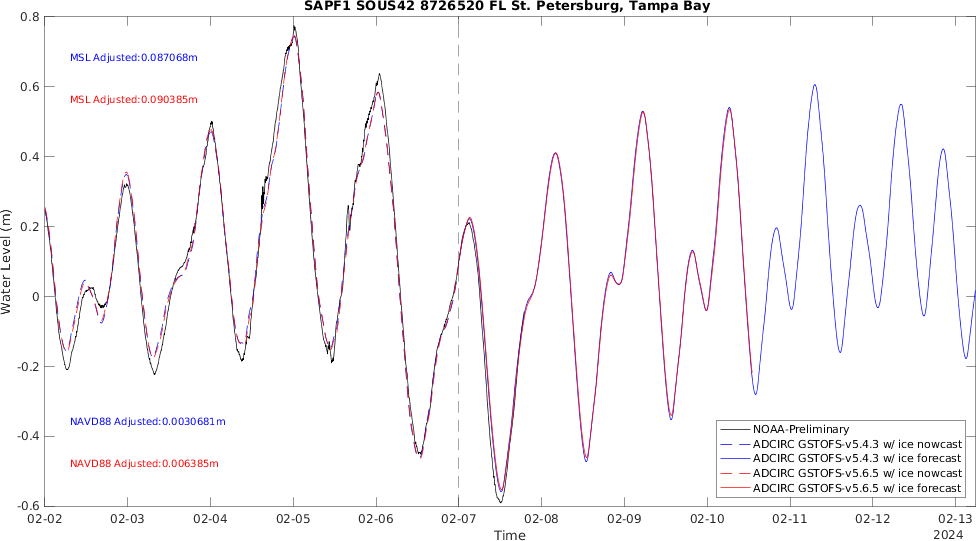 SAPF1 SOUS42 8726520 FL St. Petersburg, Tampa Bay
0.8
0.6
0.4
0.2
0
-0.2
-0.4
-0.6
Water Level (m)
MSL Adjusted:0.087068m
MSL Adjusted:0.090385m
NAVD88 Adjusted:0.0030681m
NAVD88 Adjusted:0.006385m
NOAA-Preliminary
ADCIRC GSTOFS-v5.4.3 w/ ice nowcast
ADCIRC GSTOFS-v5.4.3 w/ ice forecast
ADCIRC GSTOFS-v5.6.5 w/ ice nowcast
ADCIRC GSTOFS-v5.6.5 w/ ice forecast
02-02 02-03 02-04 02-05 02-06 02-07 02-08 02-09 02-10 02-11 02-12 02-13
Time
2024